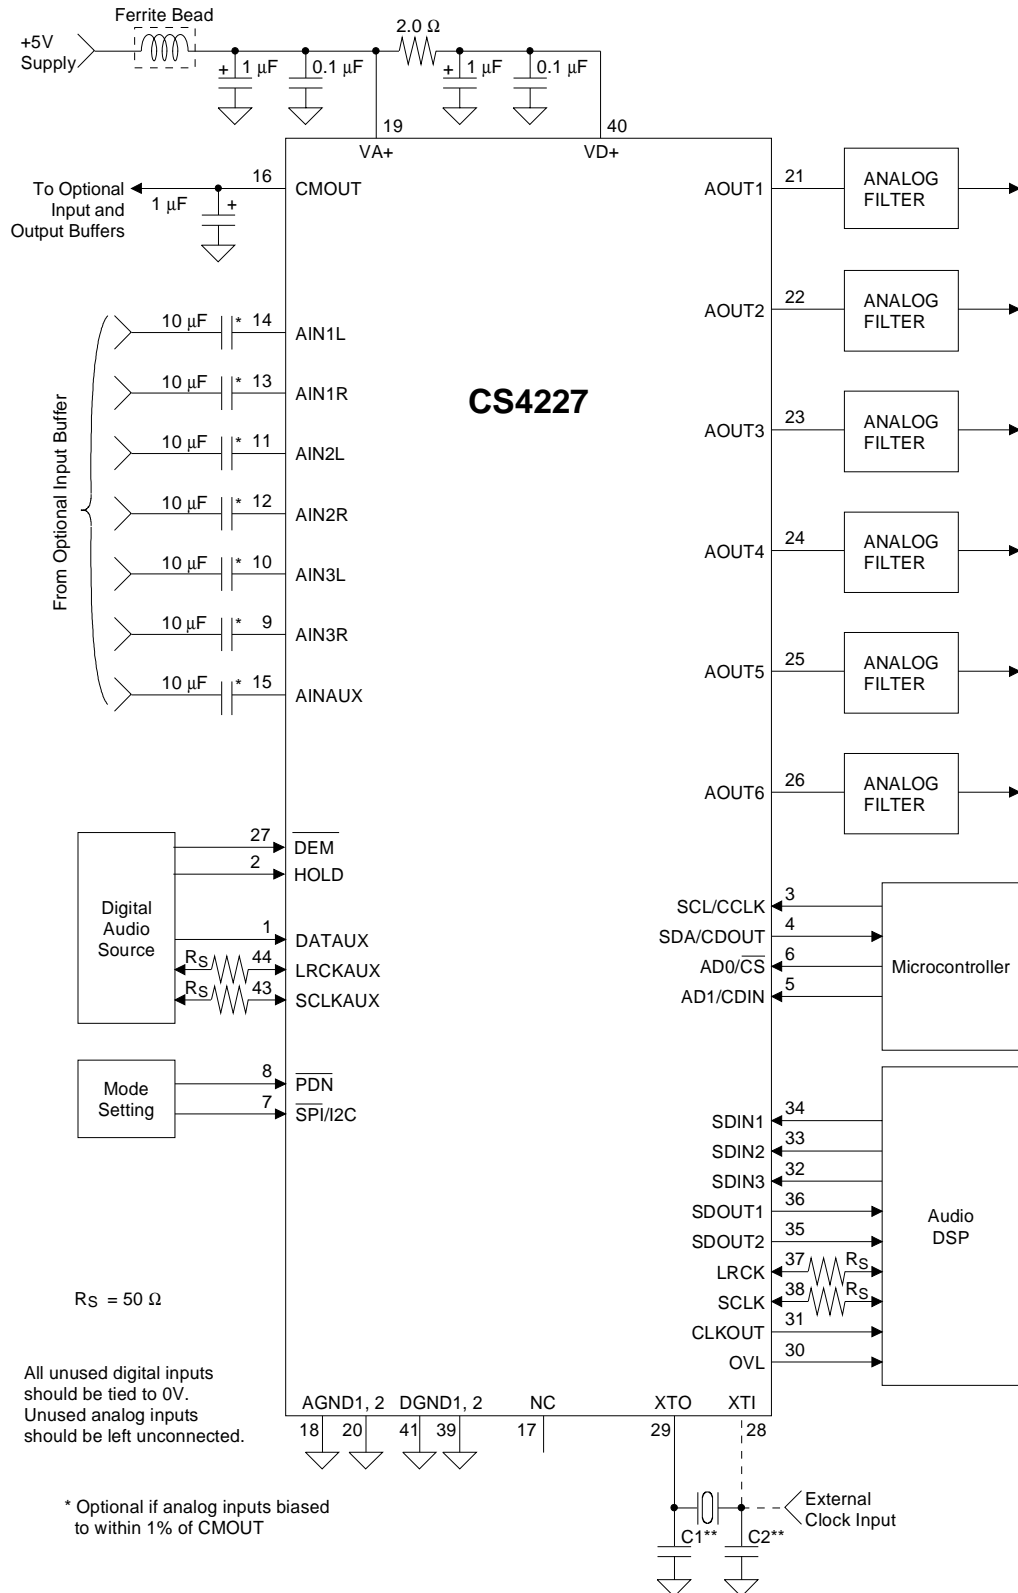 Ferrite Bead
+5V
Supply
2.0 Ω
+ 1 µF
0.1 µF
+ 1 µF
0.1 µF
19
40
VA+
VD+
To Optional
Input and
Output Buffers
1 µF
+
16
CMOUT
From Optional Input Buffer
10 µF * 14 AIN1L
10 µF * 13 AIN1R
10 µF * 11 AIN2L
10 µF * 12 AIN2R
10 µF * 10 AIN3L
10 µF * 9 AIN3R
10 µF * 15 AINAUX
CS4227
AOUT1 21 ANALOG
FILTER
AOUT2 22 ANALOG
FILTER
AOUT3 23 ANALOG
FILTER
AOUT4 24 ANALOG
FILTER
AOUT5 25 ANALOG
FILTER
AOUT6 26 ANALOG
FILTER
Digital
Audio
Source
27 DEM
2 HOLD
1 DATAUX
RS 44 LRCKAUX
RS 43 SCLKAUX
Mode
Setting
8 PDN
7 SPI/I2C
SCL/CCLK 3
SDA/CDOUT 4
AD0/CS 6
AD1/CDIN 5
Microcontroller
SDIN1 34
SDIN2 33
SDIN3 32
SDOUT1 36
SDOUT2 35
LRCK 37 RS
SCLK 38 RS
CLKOUT 31
OVL 30
Audio
DSP
RS = 50 Ω
All unused digital inputs
should be tied to 0V.
Unused analog inputs
should be left unconnected.
AGND1, 2 DGND1, 2 NC XTO XTI
18 20 41 39 17 29 28
* Optional if analog inputs biased
to within 1% of CMOUT
C1** C2**
External
Clock Input